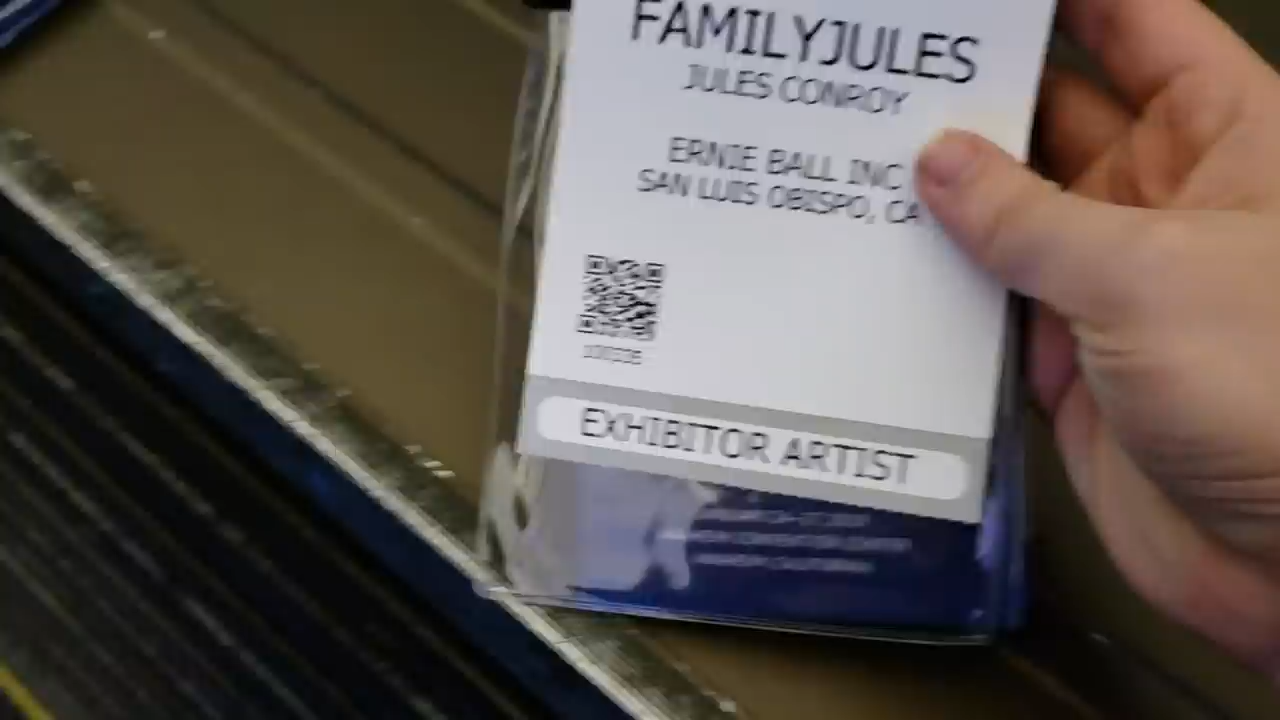 FAMILYJULES
JULES CONROY
ERNIE BALL INC
SAN LUIS OBISPO, CA
EXHIBITOR ARTIST